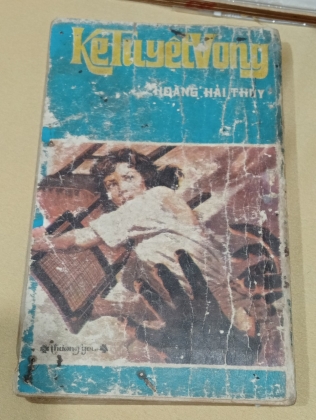 Kẻ Tuyệt Vọng
HOÀNG HẢI THỦY